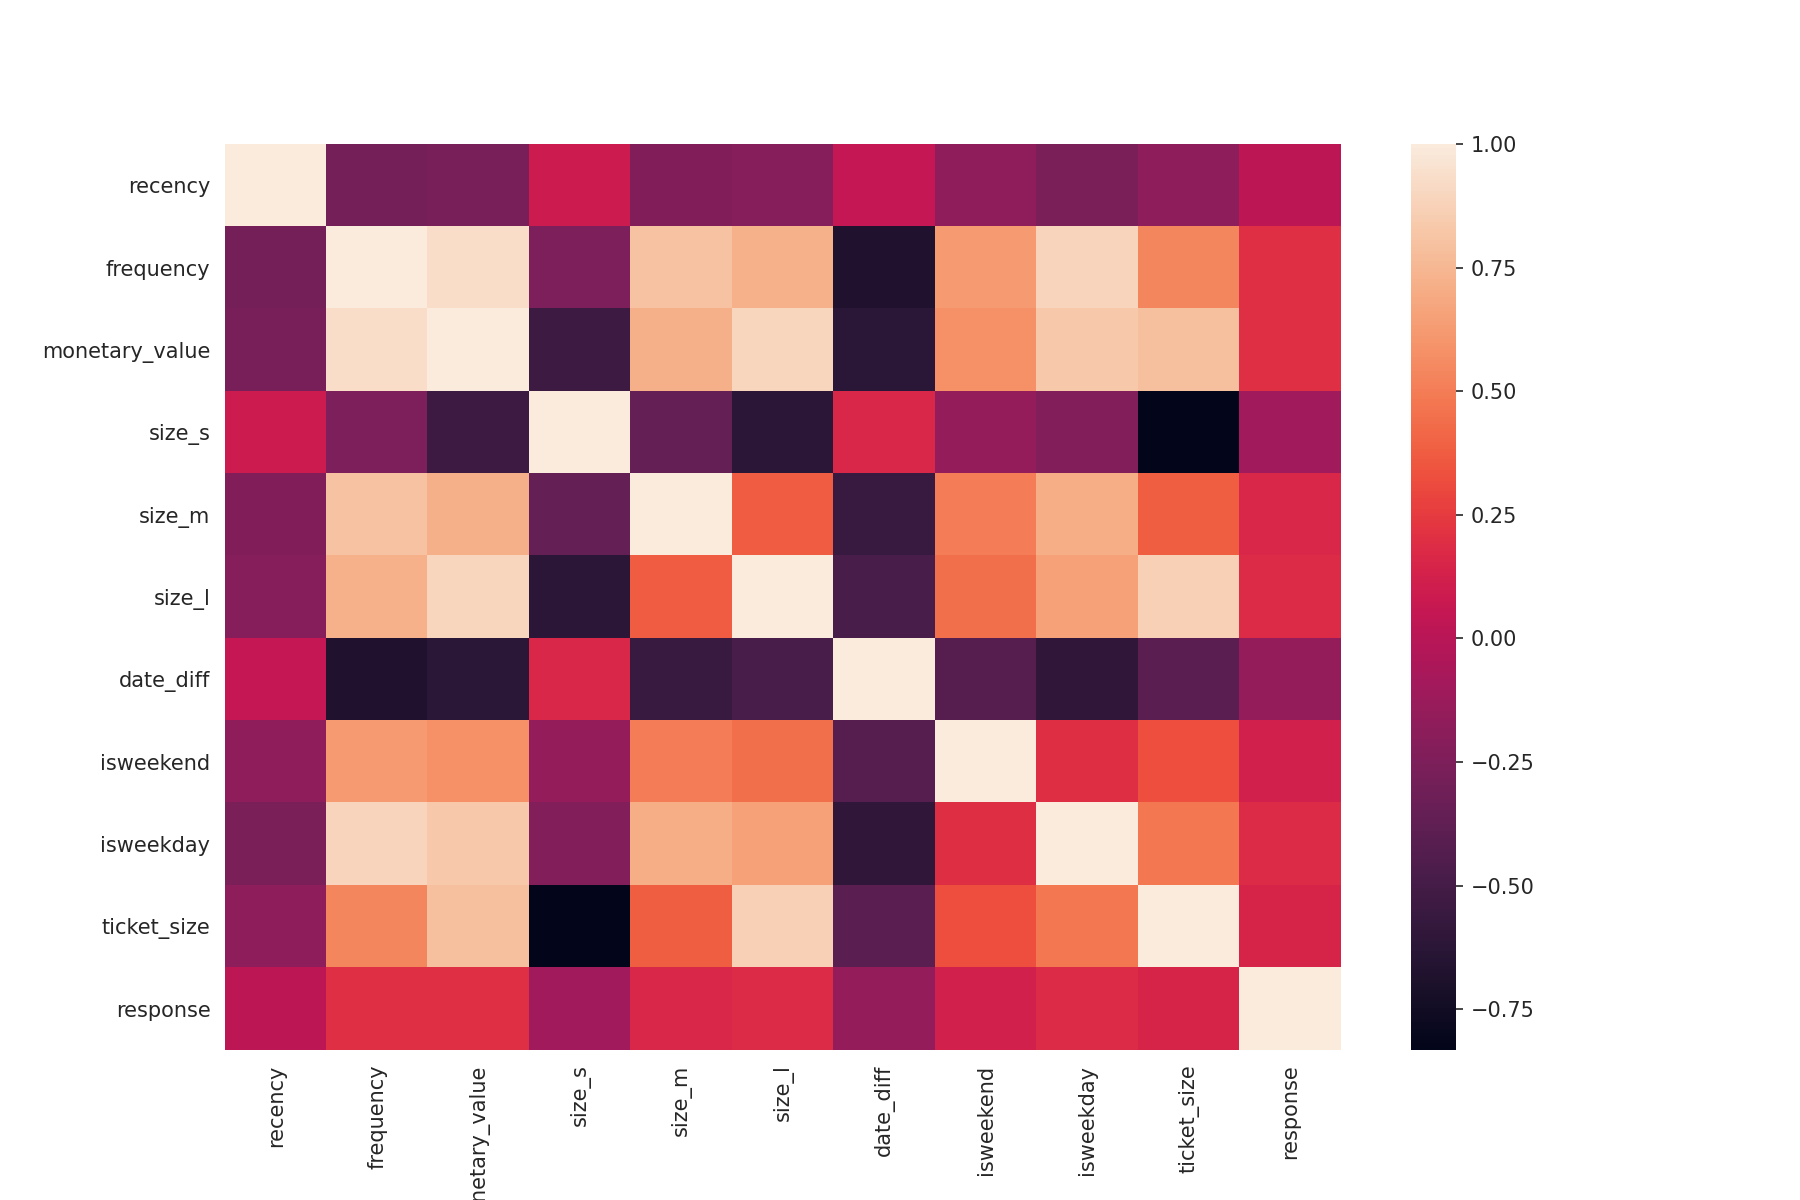 recency
frequency
monetary_value
size_s
size_m
size_l
date_diff
isweekend
isweekday
ticket_size
response
recency
frequency
netary_value
size_s
size_m
size_l
date_diff
isweekend
isweekday
ticket_size
response
1.00
0.75
0.50
0.25
0.00
−0.25
−0.50
−0.75